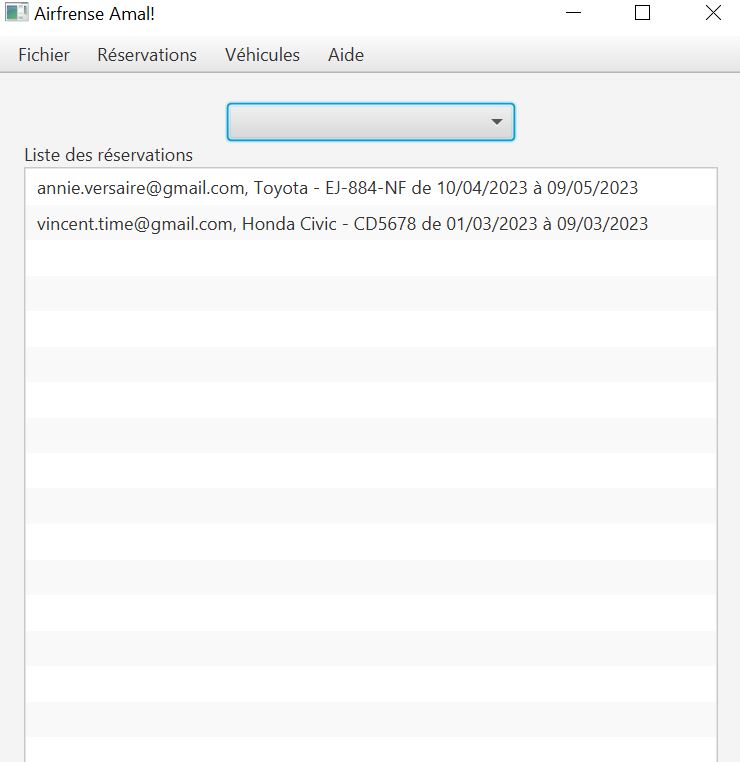 Airfrense Amal!
Fichier Réservations Véhicules Aide
Liste des réservations
annie.versaire@gmail.com, Toyota - EJ-884-NF de 10/04/2023 à 09/05/2023
vincent.time@gmail.com, Honda Civic - CD5678 de 01/03/2023 à 09/03/2023